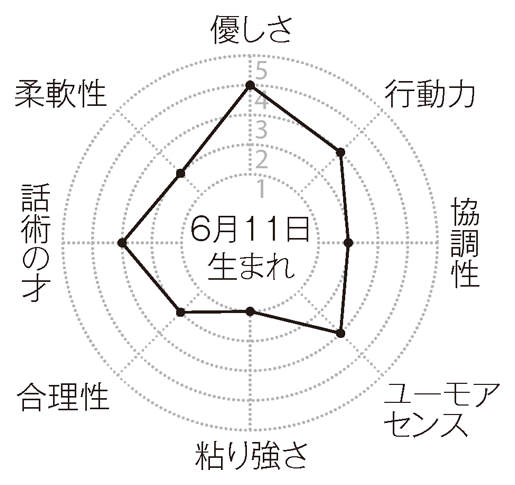 優しさ
行動力
協調性
ユーモア
センス
粘り強さ
合理性
話術の才
柔軟性
5
4
3
2
1
6月11日
生まれ